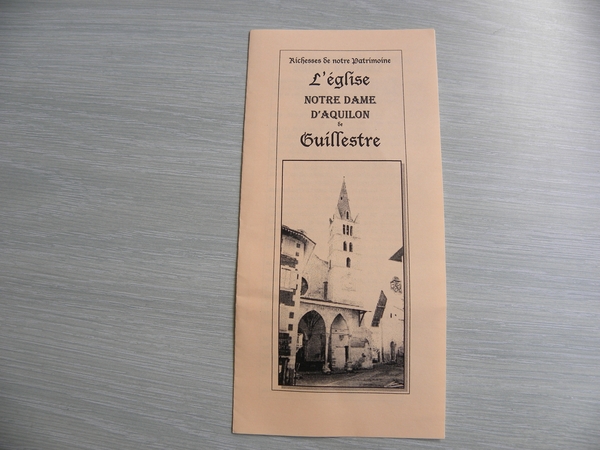 Richesses de notre Patrimoine
L'église
NOTRE DAME
D'AQUILON
de
Guillestre